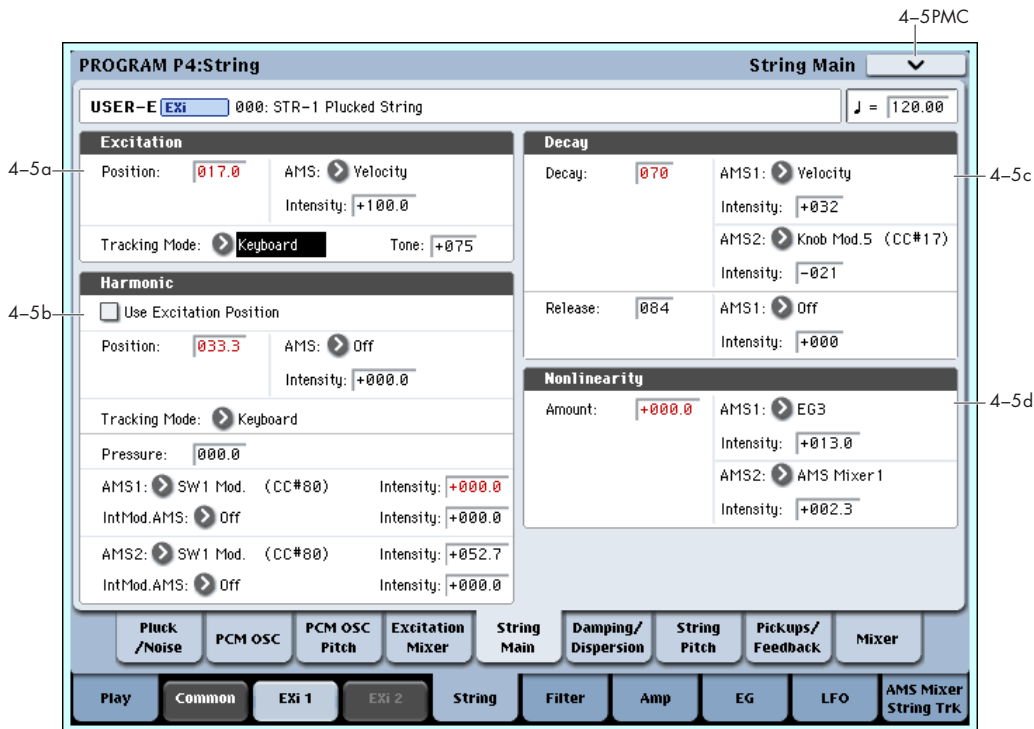 4–5PMC
PROGRAM P4:String
String Main
USER-E EXi 000: STR-1 Plucked String
♩ = 120.00
Excitation
4–5a
Position: 017.0 AMS: Velocity
Intensity: +100.0
Tracking Mode: Keyboard Tone: +075
Harmonic
4–5b
Use Excitation Position
Position: 033.3 AMS: Off
Intensity: +000.0
Tracking Mode: Keyboard
Pressure: 000.0
AMS1: SW1 Mod. (CC#80) Intensity: +000.0
IntMod.AMS: Off Intensity: +000.0
AMS2: SW1 Mod. (CC#80) Intensity: +052.7
IntMod.AMS: Off Intensity: +000.0
Decay
Decay: 070 AMS1: Velocity
4–5c
Intensity: +032
AMS2: Knob Mod.5 (CC#17)
Intensity: -021
Release: 084 AMS1: Off
Intensity: +000
Nonlinearity
Amount: +000.0 AMS1: EG3
4–5d
Intensity: +013.0
AMS2: AMS Mixer1
Intensity: +002.3
Pluck
/Noise
PCM OSC
PCM OSC
Pitch
Excitation
Mixer
String
Main
Damping/
Dispersion
String
Pitch
Pickups/
Feedback
Mixer
Play
Common
EXi 1
EXi 2
String
Filter
Amp
EG
LFO
AMS Mixer
String Trk